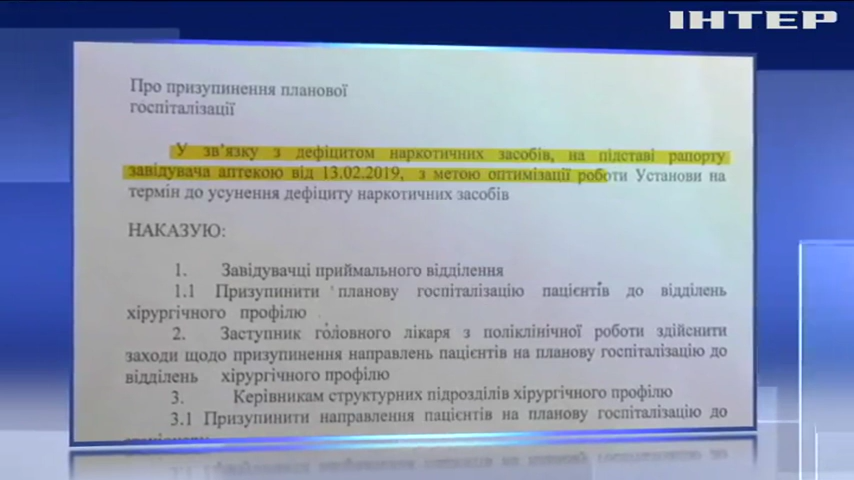 ІНТЕР
Про призупинення планової
госпіталізації
У зв'язку з дефіцитом наркотичних засобів, на підставі рапорту
завідувача аптекою від 13.02.2019, з метою оптимізації роботи Установи на
термін до усунення дефіциту наркотичних засобів
НАКАЗУЮ:
1. Завідувачці приймального відділення
1.1 Призупинити планову госпіталізацію пацієнтів до відділень
хірургічного профілю
2. Заступник головного лікаря з поліклінічної роботи здійснити
заходи щодо призупинення направлень пацієнтів на планову госпіталізацію до
відділень хірургічного профілю
3. Керівникам структурних підрозділів хірургічного профілю
3.1 Призупинити направлення пацієнтів на планову госпіталізацію до